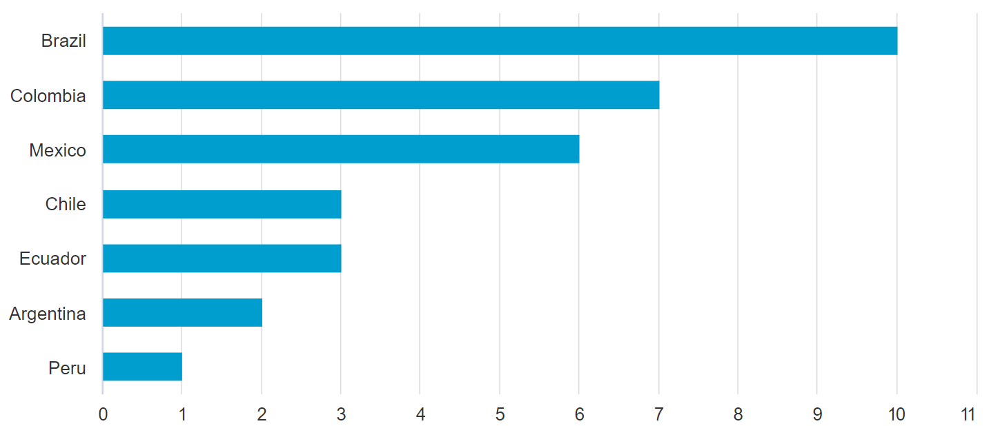 Brazil
Colombia
Mexico
Chile
Ecuador
Argentina
Peru
0 1 2 3 4 5 6 7 8 9 10 11